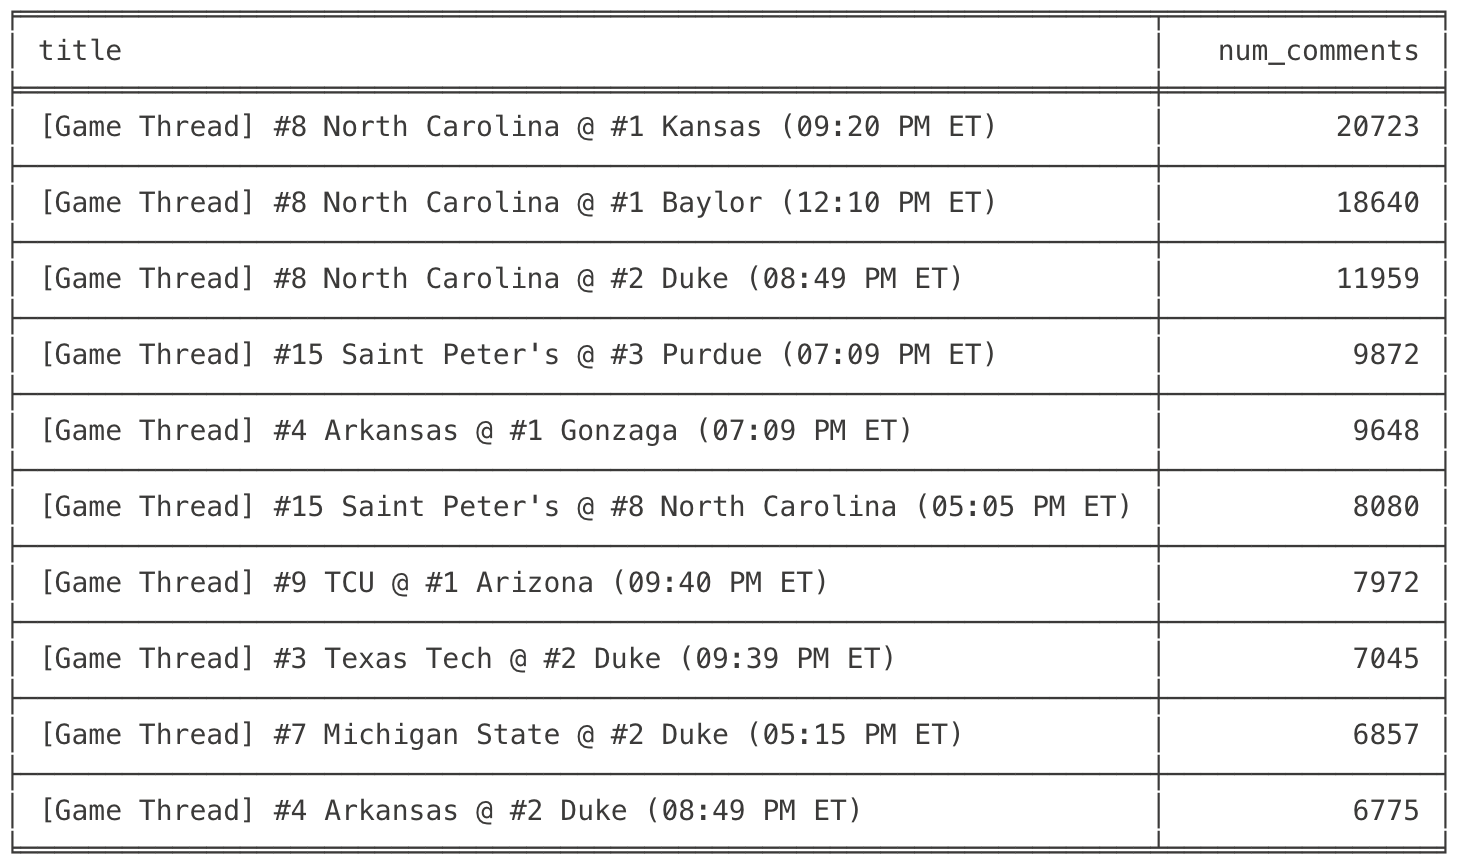 title num_comments
[Game Thread] #8 North Carolina @ #1 Kansas (09:20 PM ET) 20723
[Game Thread] #8 North Carolina @ #1 Baylor (12:10 PM ET) 18640
[Game Thread] #8 North Carolina @ #2 Duke (08:49 PM ET) 11959
[Game Thread] #15 Saint Peter's @ #3 Purdue (07:09 PM ET) 9872
[Game Thread] #4 Arkansas @ #1 Gonzaga (07:09 PM ET) 9648
[Game Thread] #15 Saint Peter's @ #8 North Carolina (05:05 PM ET) 8080
[Game Thread] #9 TCU @ #1 Arizona (09:40 PM ET) 7972
[Game Thread] #3 Texas Tech @ #2 Duke (09:39 PM ET) 7045
[Game Thread] #7 Michigan State @ #2 Duke (05:15 PM ET) 6857
[Game Thread] #4 Arkansas @ #2 Duke (08:49 PM ET) 6775